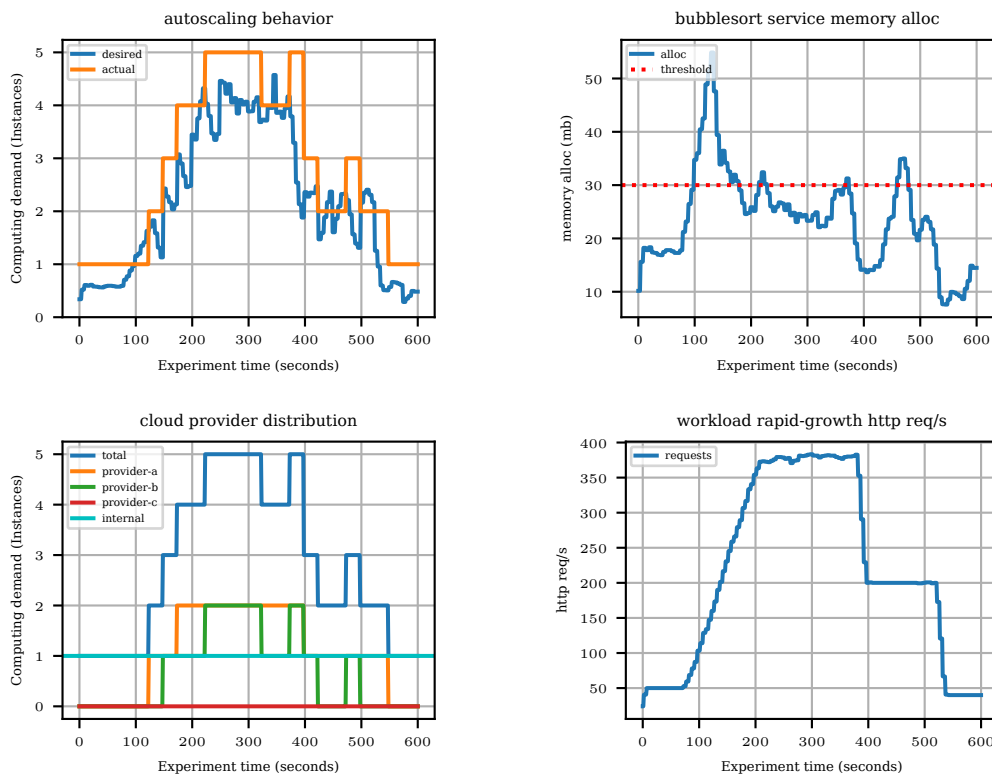 autoscaling behavior
desired
actual
Computing demand (Instances)
5
4
3
2
1
0
0 100 200 300 400 500 600
Experiment time (seconds)
bubblesort service memory alloc
alloc
threshold
memory alloc (mb)
50
40
30
20
10
0 100 200 300 400 500 600
Experiment time (seconds)
cloud provider distribution
total
provider-a
provider-b
provider-c
internal
Computing demand (Instances)
5
4
3
2
1
0
0 100 200 300 400 500 600
Experiment time (seconds)
workload rapid-growth http req/s
requests
http req/s
400
350
300
250
200
150
100
50
0 100 200 300 400 500 600
Experiment time (seconds)